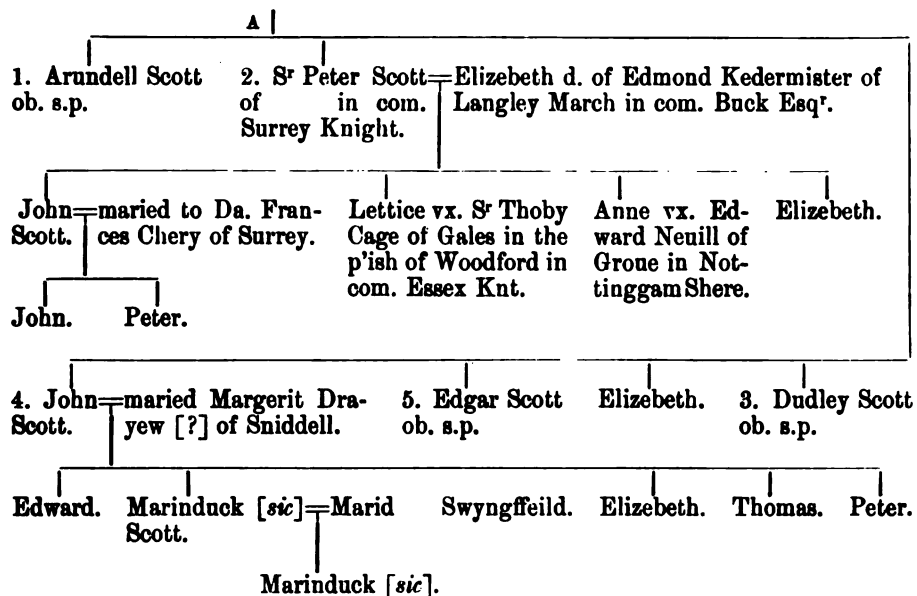 A
1. Arundell Scott
ob. s.p.
2. Sʳ Peter Scott=Elizebeth d. of Edmond Kedermister of
of in com.
Surrey Knight.
Langley March in com. Buck Esqʳ.
John=maried to Da. Fran-
Scott. ces Chery of Surrey.
Lettice vx. Sʳ Thoby
Cage of Gales in the
p'ish of Woodford in
com. Essex Knt.
Anne vx. Ed-
ward Neuill of
Groue in Not-
tinggam Shere.
Elizebeth.
John. Peter.
4. John=maried Margerit Dra-
Scott. yew [?] of Sniddell.
5. Edgar Scott
ob. s.p.
Elizebeth.
3. Dudley Scott
ob. s.p.
Edward. Marinduck [sic]=Marid Swyngffeild. Elizebeth. Thomas. Peter.
Scott.
Marinduck [sic].